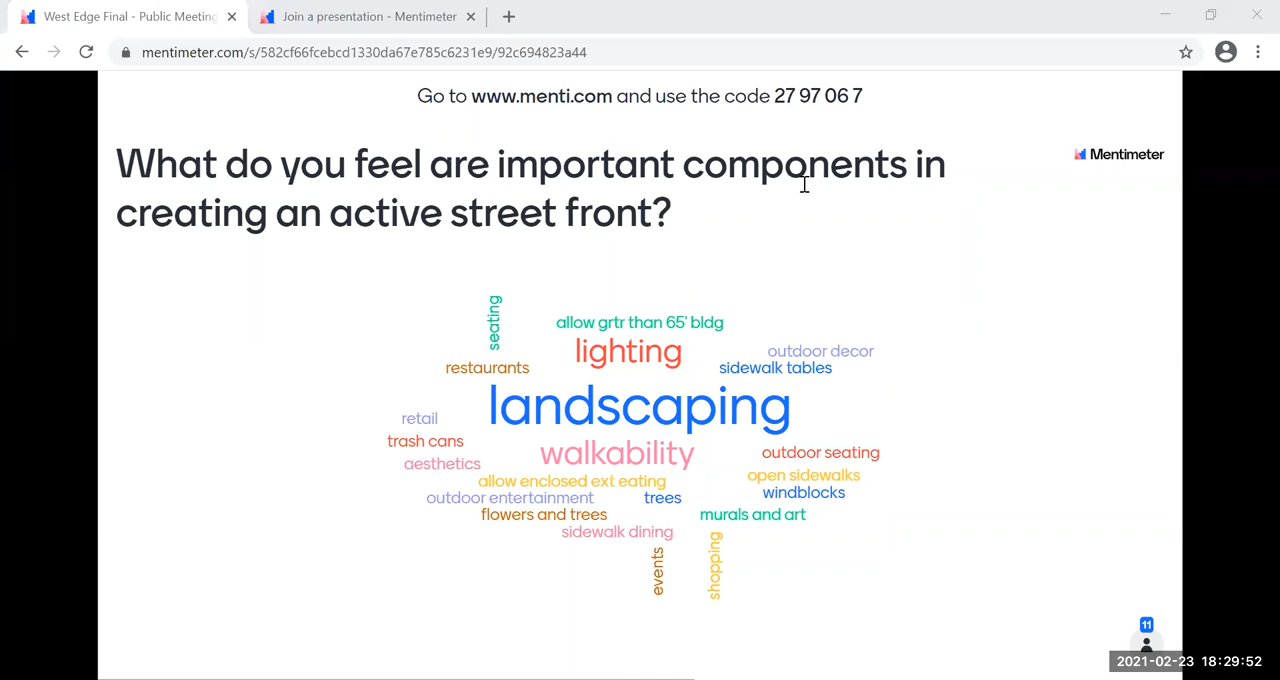 West Edge Final - Public Meeting
Join a presentation - Mentimeter
mentimeter.com/s/582cf66fcebcd1330da67e785c6231e9/92c694823a44
Go to www.menti.com and use the code 27 97 06 7
What do you feel are important components in
creating an active street front?
Mentimeter
seating
allow grtr than 65' bldg
lighting
outdoor decor
restaurants
sidewalk tables
landscaping
retail
trash cans
walkability
outdoor seating
aesthetics
open sidewalks
allow enclosed ext eating
windblocks
outdoor entertainment
trees
flowers and trees
murals and art
sidewalk dining
events
shopping
11
2021-02-23 18:29:52